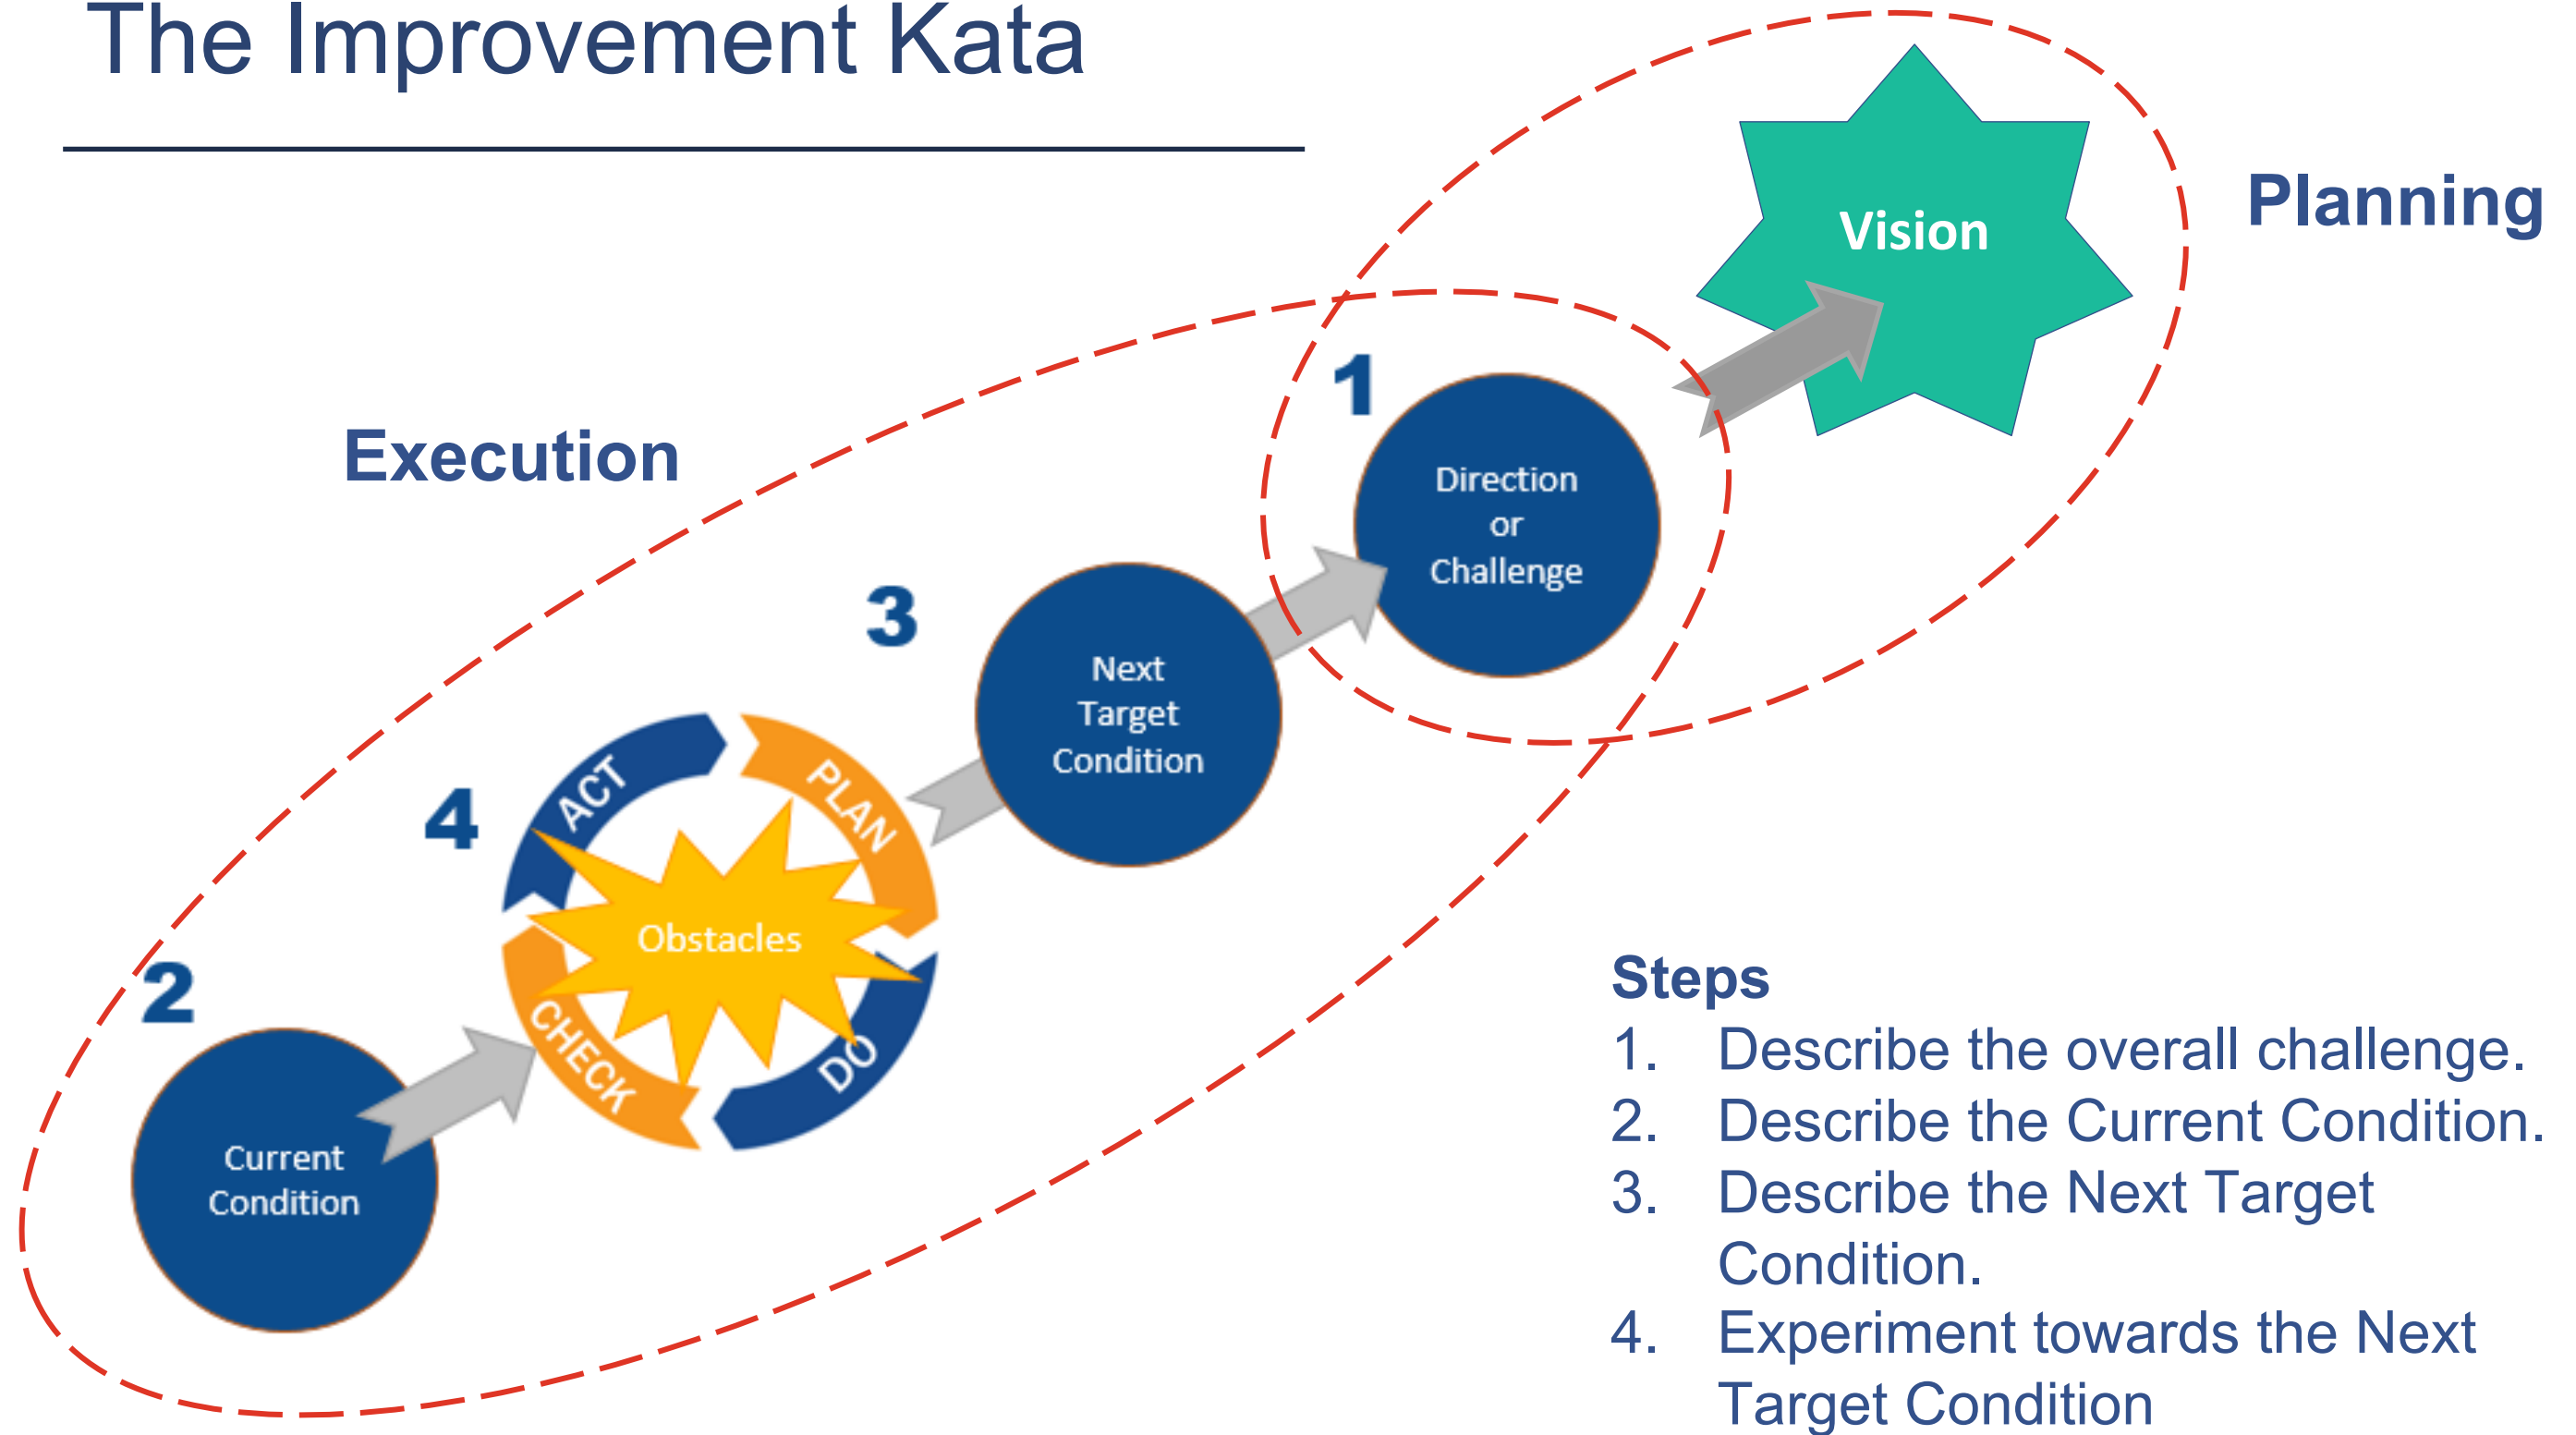 The Improvement Kata
Planning
Vision
Execution
1
Direction
or
Challenge
3
Next
Target
Condition
4
ACT
PLAN
Obstacles
CHECK
DO
2
Current
Condition
Steps
1. Describe the overall challenge.
2. Describe the Current Condition.
3. Describe the Next Target
Condition.
4. Experiment towards the Next
Target Condition